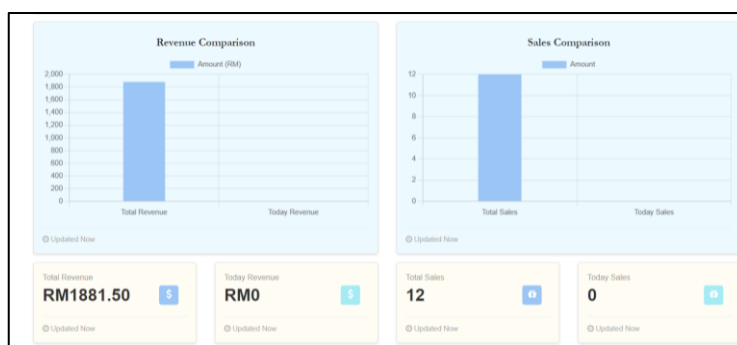 Revenue Comparison
Amount (RM)
2,000
1,800
1,600
1,400
1,200
1,000
800
600
400
200
0
Total Revenue
Today Revenue
Updated Now
Sales Comparison
Amount
12
10
8
6
4
2
0
Total Sales
Today Sales
Updated Now
Total Revenue
RM1881.50
$
Updated Now
Today Revenue
RM0
$
Updated Now
Total Sales
12
Updated Now
Today Sales
0
Updated Now